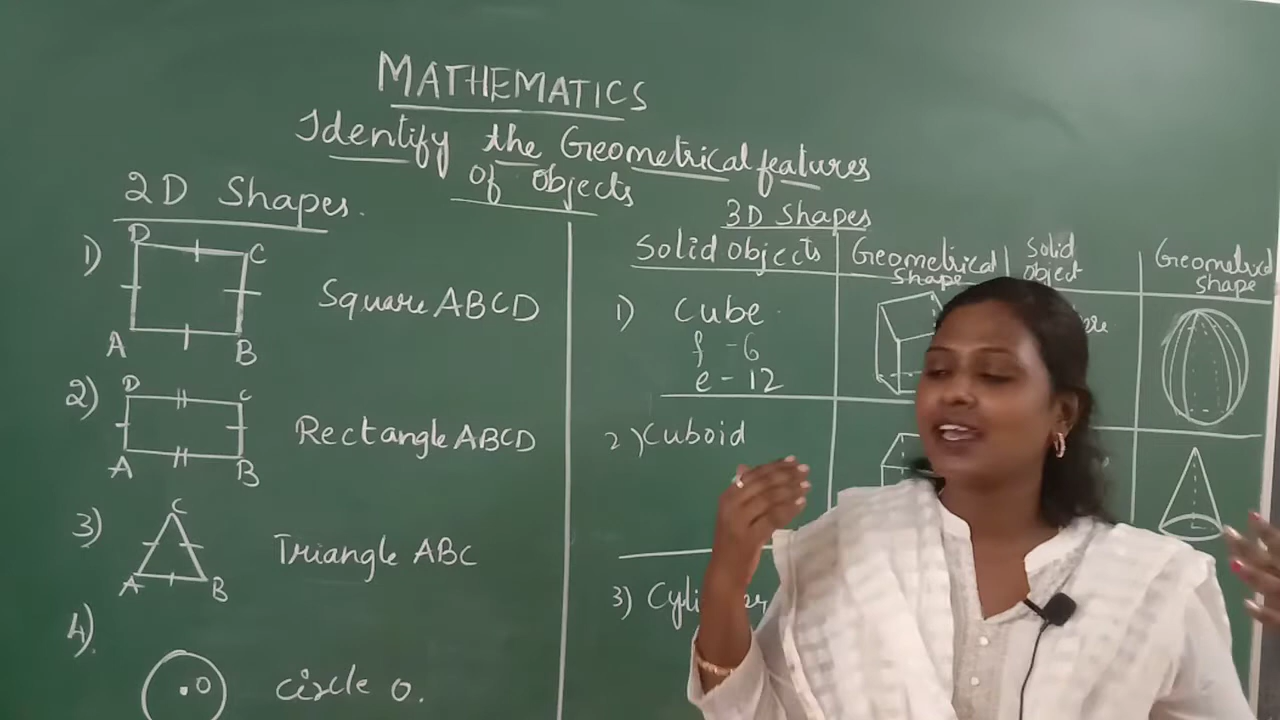 MATHEMATICS
Identify the Geometrical features
of Objects
2D Shapes.
1)
D
C
A
B
Square ABCD
2)
D
C
A
B
Rectangle ABCD
3)
C
A
B
Triangle ABC
4).
O
Circle O.
3D Shapes
Solid Objects
Geometrical
Shape
Solid
Object
Geometrical
Shape
1) Cube
f - 6
e - 12
2) Cuboid
3)